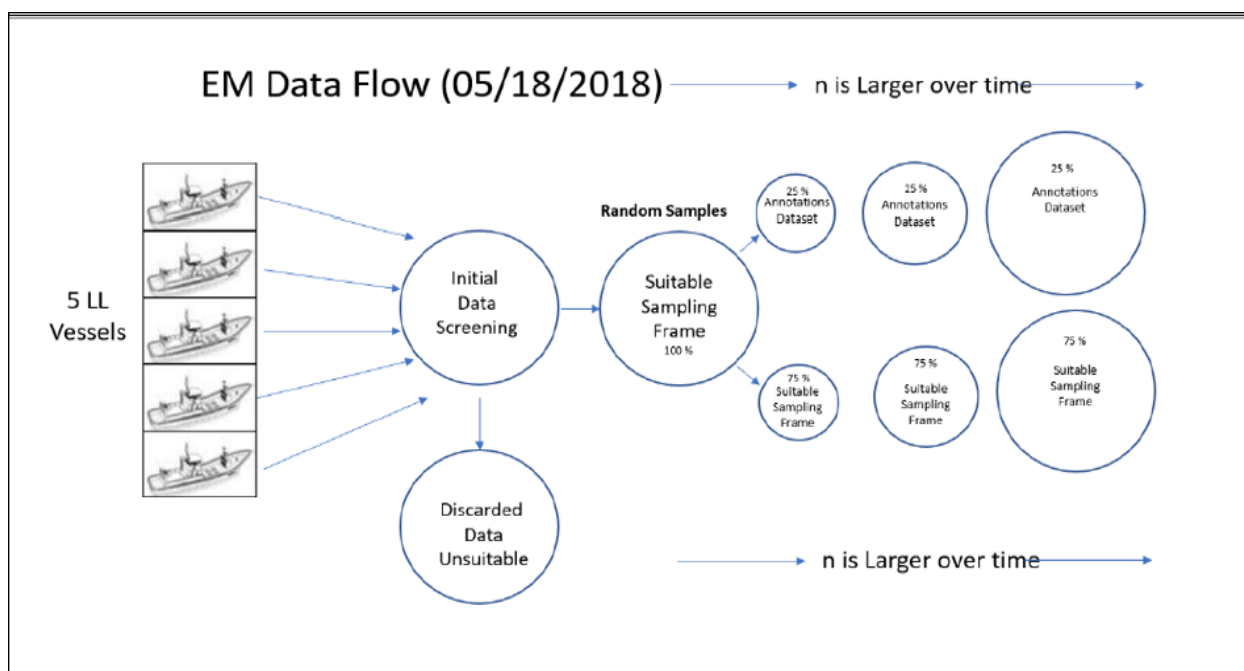 EM Data Flow (05/18/2018)
n is Larger over time
5 LL
Vessels
Initial
Data
Screening
Discarded
Data
Unsuitable
Random Samples
Suitable
Sampling
Frame
100 %
25 %
Annotations
Dataset
25 %
Annotations
Dataset
25 %
Annotations
Dataset
75 %
Suitable
Sampling
Frame
75 %
Suitable
Sampling
Frame
75 %
Suitable
Sampling
Frame
n is Larger over time